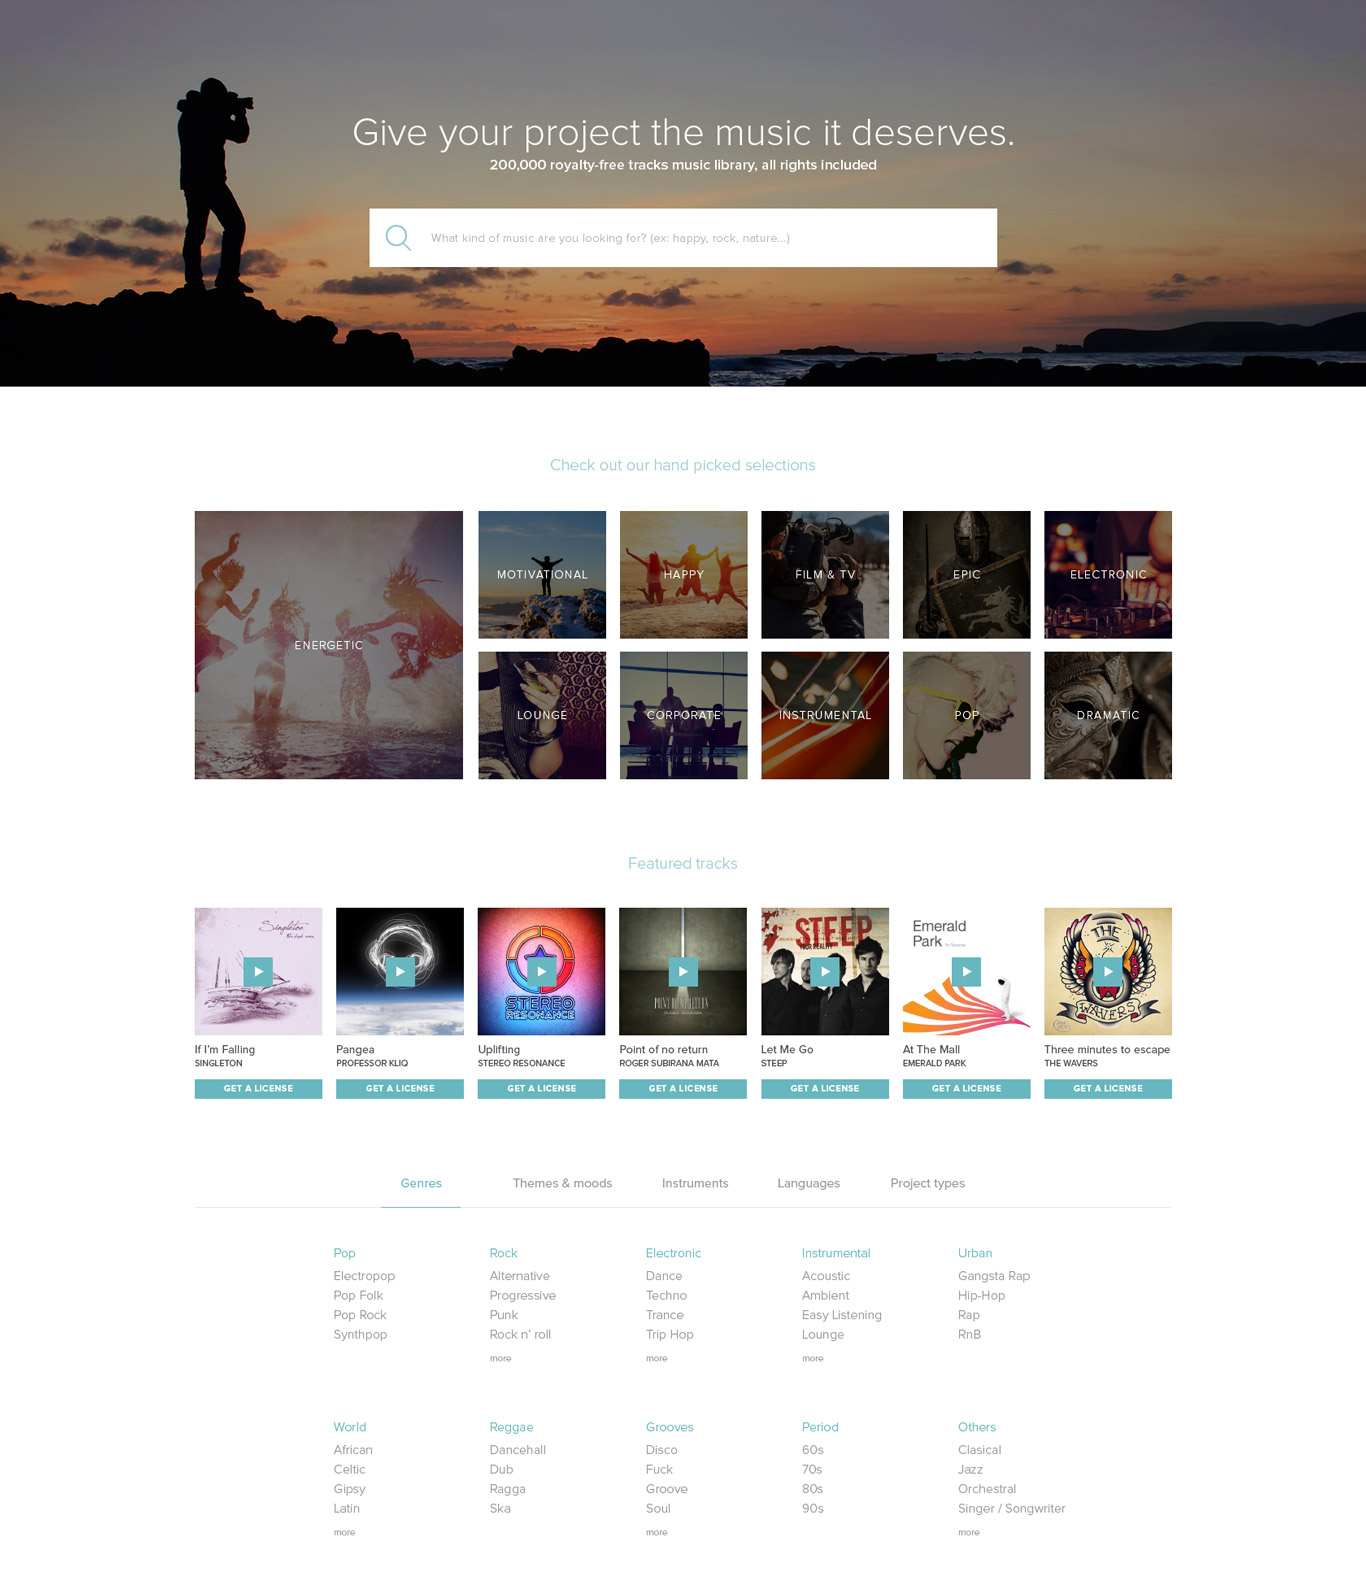 Give your project the music it deserves.
200,000 royalty-free tracks music library, all rights included
What kind of music are you looking for? (ex: happy, rock, nature...)
Check out our hand picked selections
ENERGETIC
MOTIVATIONAL
HAPPY
FILM & TV
EPIC
ELECTRONIC
LOUNGE
CORPORATE
INSTRUMENTAL
POP
DRAMATIC
Featured tracks
Singleton
STEREO
RESONANCE
POINT OF NO RETURN
ROGER SUBIRANA
STEEP
YOUR REALITY
Emerald
Park
THE
WAVERS
If I'm Falling
SINGLETON
GET A LICENSE
Pangea
PROFESSOR KLIQ
GET A LICENSE
Uplifting
STEREO RESONANCE
GET A LICENSE
Point of no return
ROGER SUBIRANA MATA
GET A LICENSE
Let Me Go
STEEP
GET A LICENSE
At The Mall
EMERALD PARK
GET A LICENSE
Three minutes to escape
THE WAVERS
GET A LICENSE
Genres
Themes & moods
Instruments
Languages
Project types
Pop
Electropop
Pop Folk
Pop Rock
Synthpop
Rock
Alternative
Progressive
Punk
Rock n' roll
more
Electronic
Dance
Techno
Trance
Trip Hop
more
Instrumental
Acoustic
Ambient
Easy Listening
Lounge
more
Urban
Gangsta Rap
Hip-Hop
Rap
RnB
World
African
Celtic
Gipsy
Latin
more
Reggae
Dancehall
Dub
Ragga
Ska
Grooves
Disco
Fuck
Groove
Soul
more
Period
60s
70s
80s
90s
Others
Clasical
Jazz
Orchestral
Singer / Songwriter
more